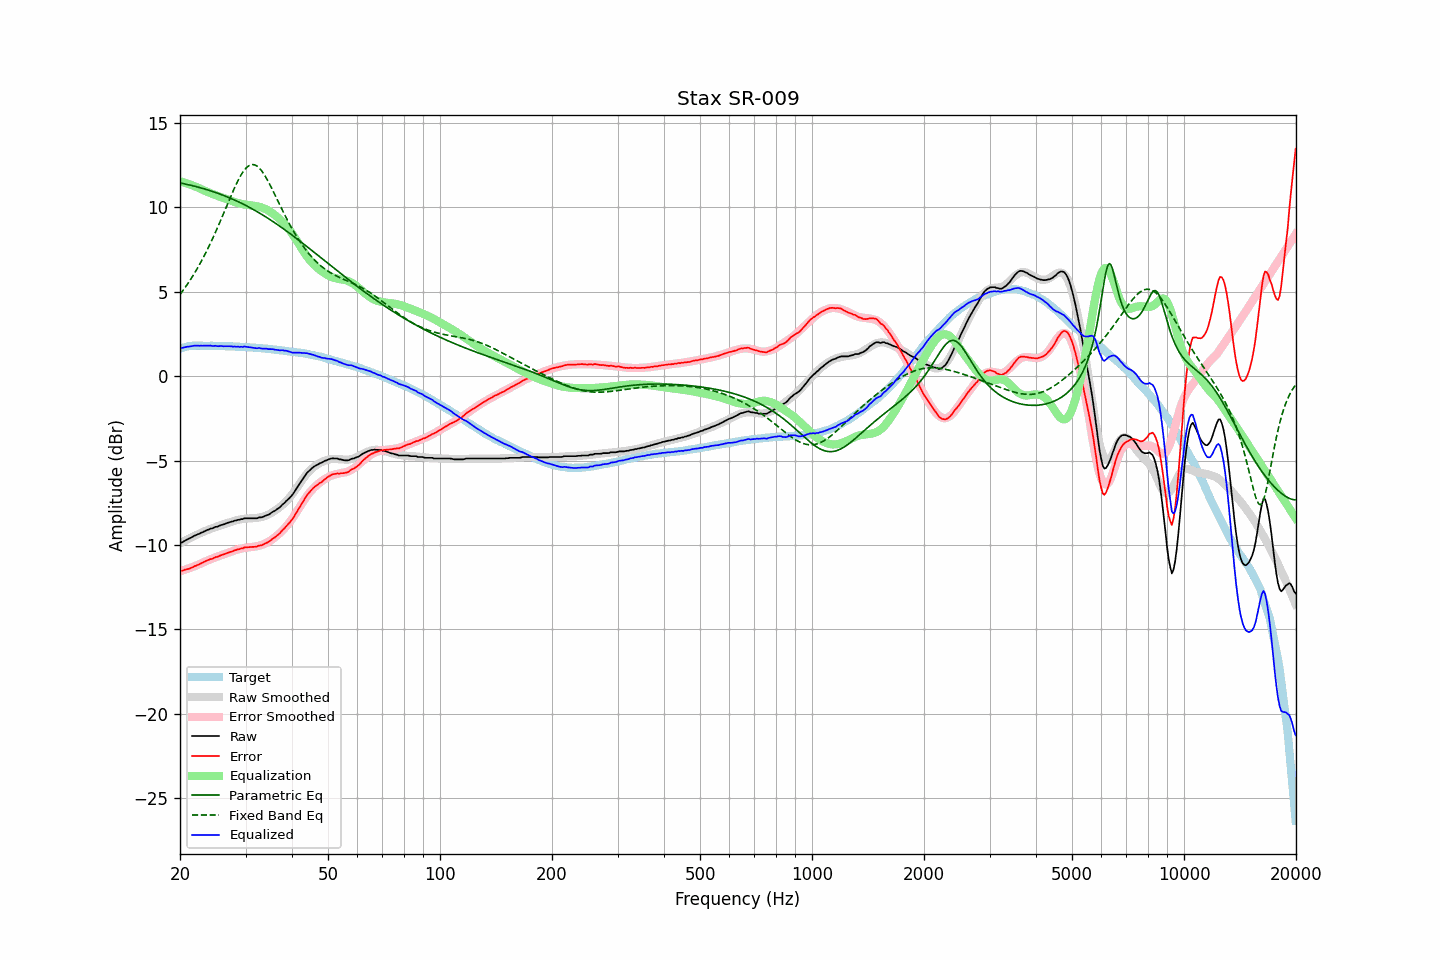 Stax SR-009
Amplitude (dBr)
15
10
5
0
−5
−10
−15
−20
−25
Target
Raw Smoothed
Error Smoothed
Raw
Error
Equalization
Parametric Eq
Fixed Band Eq
Equalized
20 50 100 200 500 1000 2000 5000 10000 20000
Frequency (Hz)